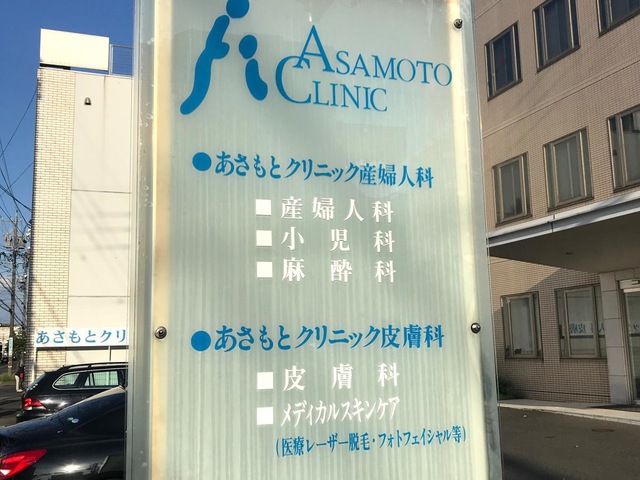 ASAMOTO
CLINIC
●あさもとクリニック産婦人科
■産婦人科
■小児科
■麻酔科
●あさもとクリニック皮膚科
■皮膚科
■メディカルスキンケア
(医療レーザー脱毛・フォトフェイシャル等)
あさもとクリ